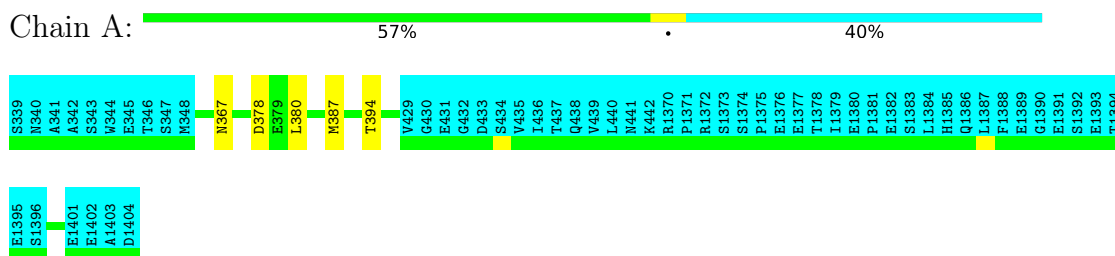 Chain A:
57% • 40%
S339 N340 A341 A342 S343 W344 E345 T346 S347 M348 N367 D378 E379 L380 M387 T394 V429 G430 E431 G432 D433 S434 V435 I436 T437 Q438 V439 L440 N441 K442 R1370 P1371 R1372 S1373 S1374 P1375 E1376 E1377 T1378 I1379 E1380 P1381 E1382 S1383 L1384 H1385 Q1386 L1387 F1388 E1389 G1390 E1391 S1392 E1393 T1394
E1395 S1396 E1401 E1402 A1403 D1404